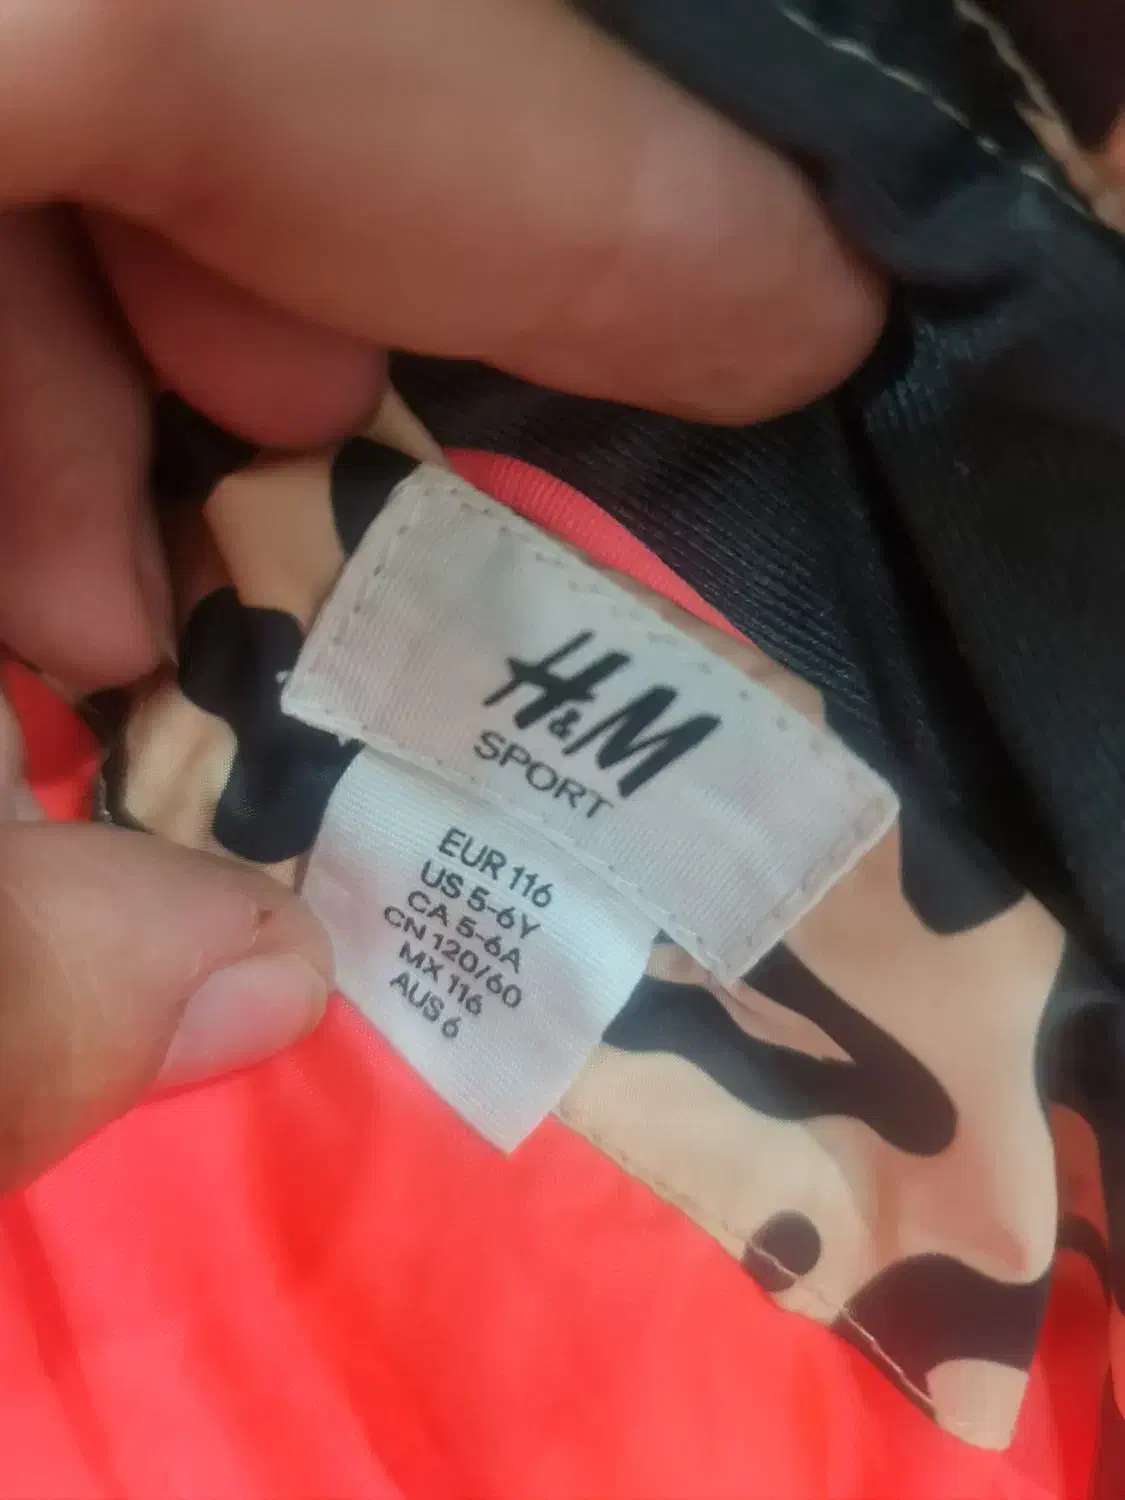 H&M
SPORT
EUR 116
US 5-6Y
CA 5-6A
CN 120/60
MX 116
AUS 6